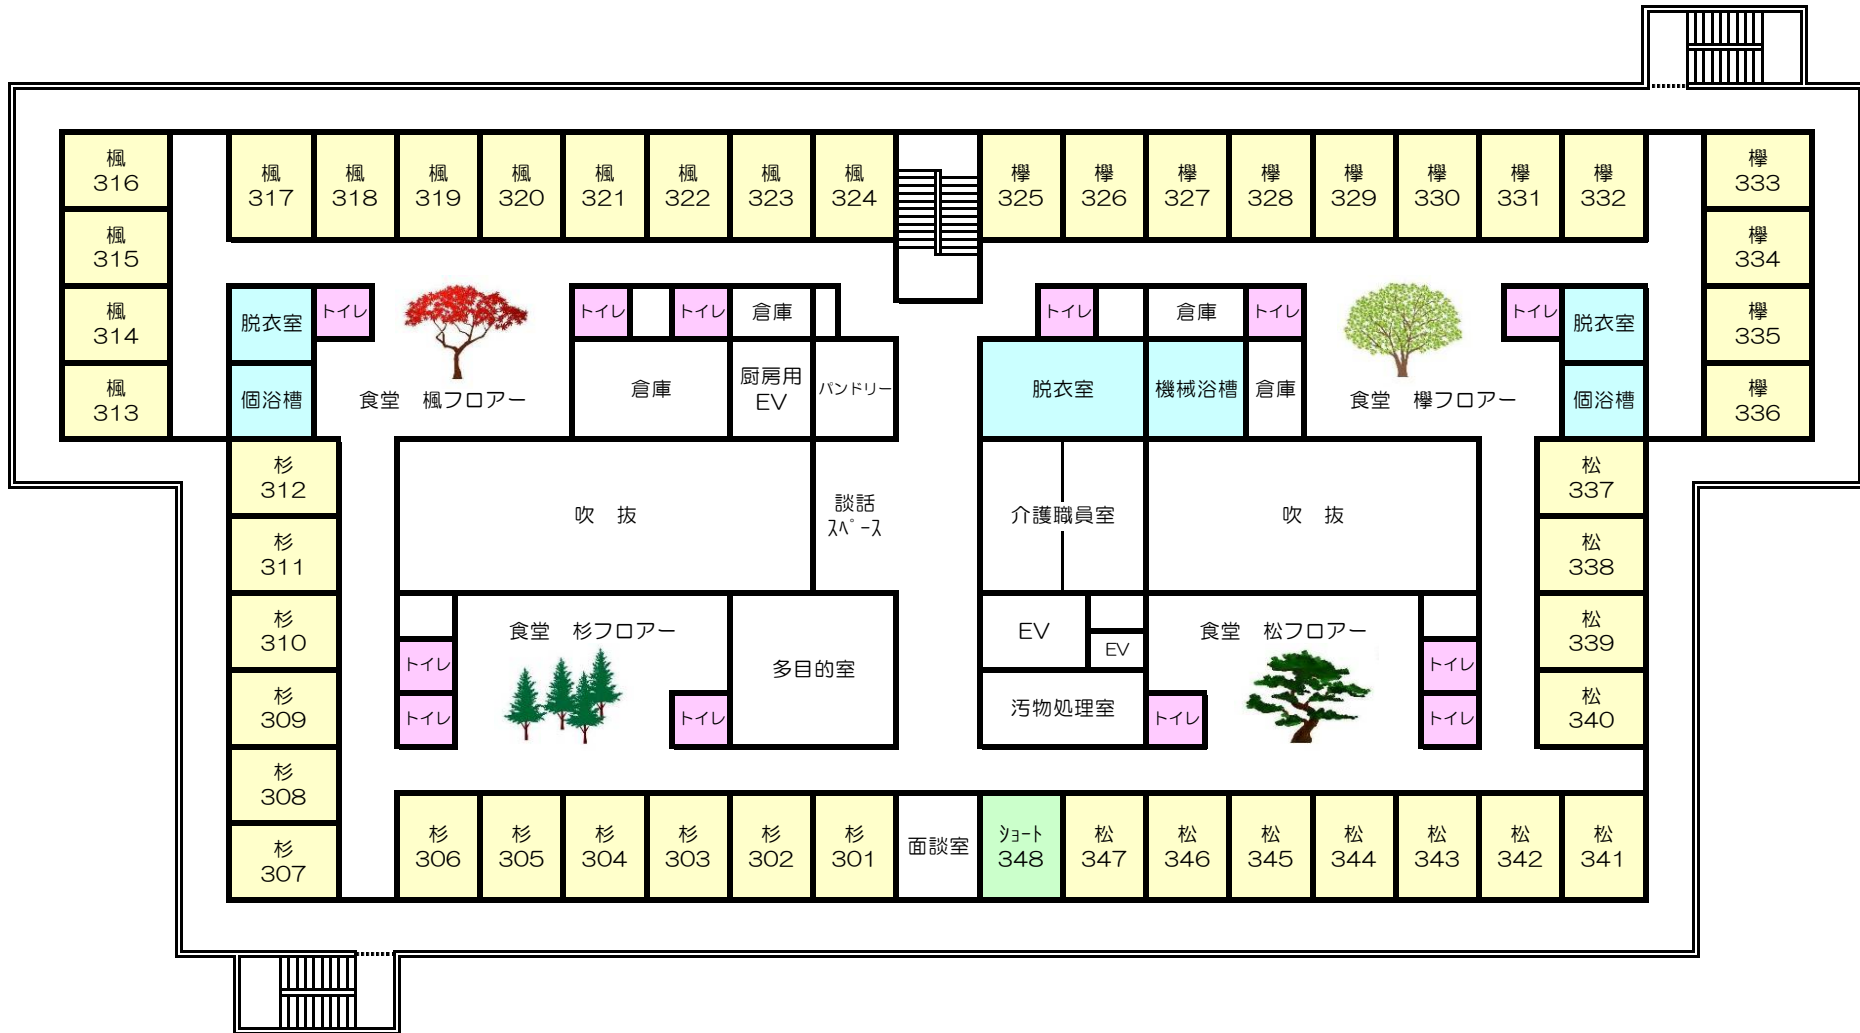 楓
316
楓
317
楓
318
楓
319
楓
320
楓
321
楓
322
楓
323
楓
324
欅
325
欅
326
欅
327
欅
328
欅
329
欅
330
欅
331
欅
332
欅
333
楓
315
欅
334
楓
314
脱衣室
トイレ
トイレ
トイレ
倉庫
トイレ
倉庫
トイレ
トイレ
脱衣室
欅
335
楓
313
個浴槽
食堂　楓フロアー
倉庫
厨房用
EV
パンドリー
脱衣室
機械浴槽
倉庫
食堂　欅フロアー
個浴槽
欅
336
杉
312
松
337
吹　抜
談話
ｽﾍﾟｰｽ
介護職員室
吹　抜
杉
311
松
338
杉
310
食堂　杉フロアー
EV
EV
食堂　松フロアー
松
339
トイレ
多目的室
トイレ
杉
309
トイレ
トイレ
汚物処理室
トイレ
トイレ
松
340
杉
308
杉
307
杉
306
杉
305
杉
304
杉
303
杉
302
杉
301
面談室
ｼｮｰﾄ
348
松
347
松
346
松
345
松
344
松
343
松
342
松
341